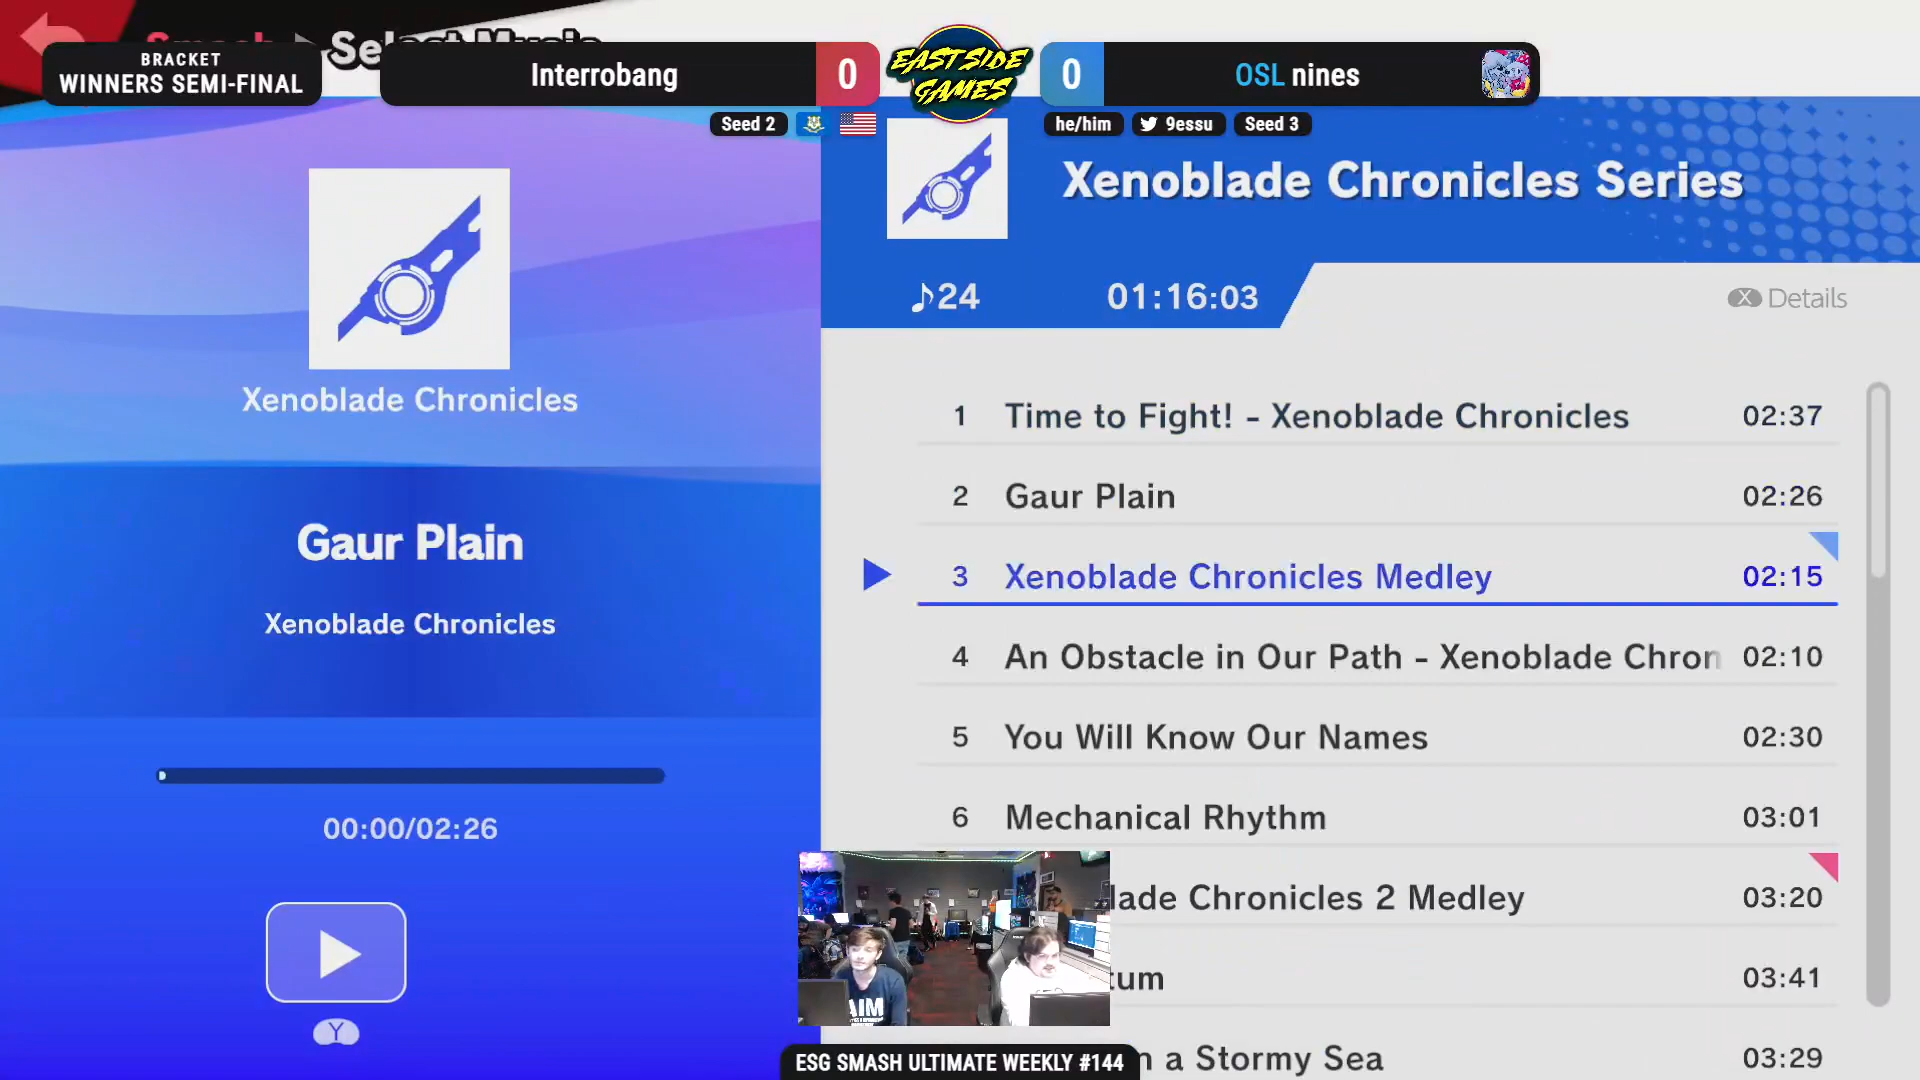 Smash ▶ Select Music
BRACKET
WINNERS SEMI-FINAL
Interrobang
0
EAST SIDE
GAMES
0
OSL nines
Seed 2
he/him
9essu
Seed 3
Xenoblade Chronicles Series
♪24
01:16:03
X Details
Xenoblade Chronicles
Gaur Plain
Xenoblade Chronicles
00:00/02:26
Y
1 Time to Fight! - Xenoblade Chronicles 02:37
2 Gaur Plain 02:26
3 Xenoblade Chronicles Medley 02:15
4 An Obstacle in Our Path - Xenoblade Chron 02:10
5 You Will Know Our Names 02:30
6 Mechanical Rhythm 03:01
lade Chronicles 2 Medley 03:20
tum 03:41
n a Stormy Sea 03:29
AIM
ESG SMASH ULTIMATE WEEKLY #144